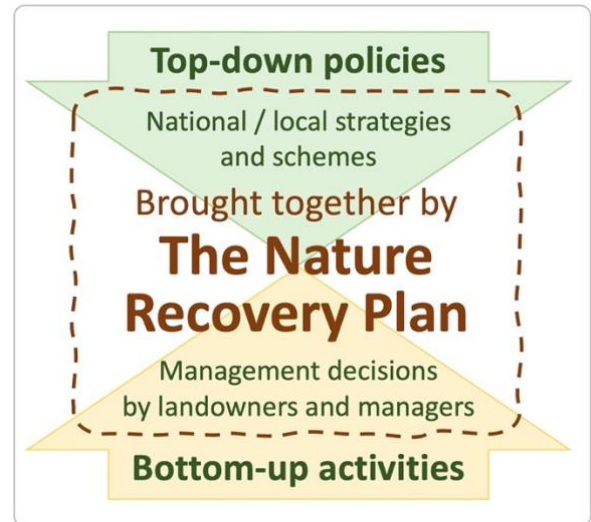 Top-down policies
National / local strategies
and schemes
Brought together by
The Nature
Recovery Plan
Management decisions
by landowners and managers
Bottom-up activities